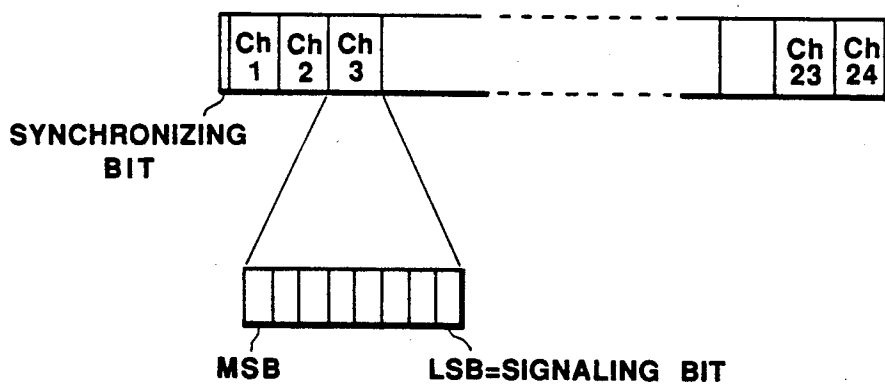 Ch 1
Ch 2
Ch 3
Ch 23
Ch 24
SYNCHRONIZING
BIT
MSB
LSB=SIGNALING BIT